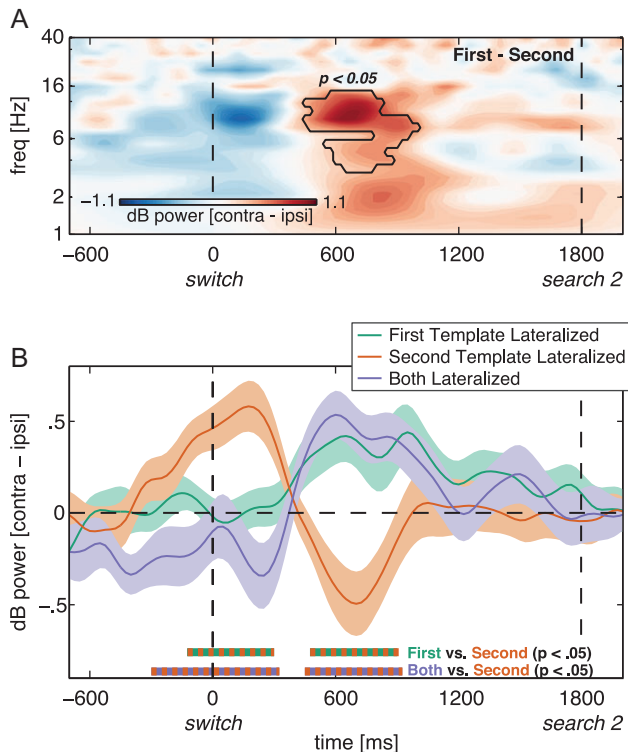 A
First - Second
p < 0.05
freq [Hz]
40
16
6
2
1
−1.1
1.1
dB power [contra - ipsi]
−600 0 600 1200 1800
switch
search 2
B
First Template Lateralized
Second Template Lateralized
Both Lateralized
dB power [contra – ipsi]
.5
0
-.5
First vs. Second (p < .05)
Both vs. Second (p < .05)
−600 0 600 1200 1800
switch
time [ms]
search 2